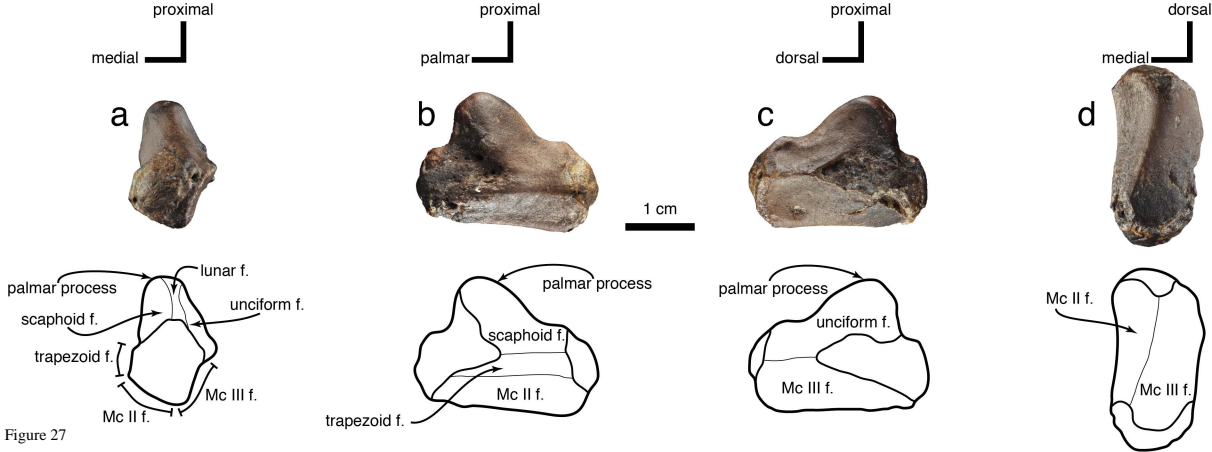 proximal
medial
proximal
palmar
proximal
dorsal
dorsal
medial
a
b
c
d
1 cm
palmar process
lunar f.
scaphoid f.
unciform f.
trapezoid f.
Mc II f.
Mc III f.
palmar process
scaphoid f.
Mc II f.
trapezoid f.
palmar process
unciform f.
Mc III f.
Mc II f.
Mc III f.
Figure 27